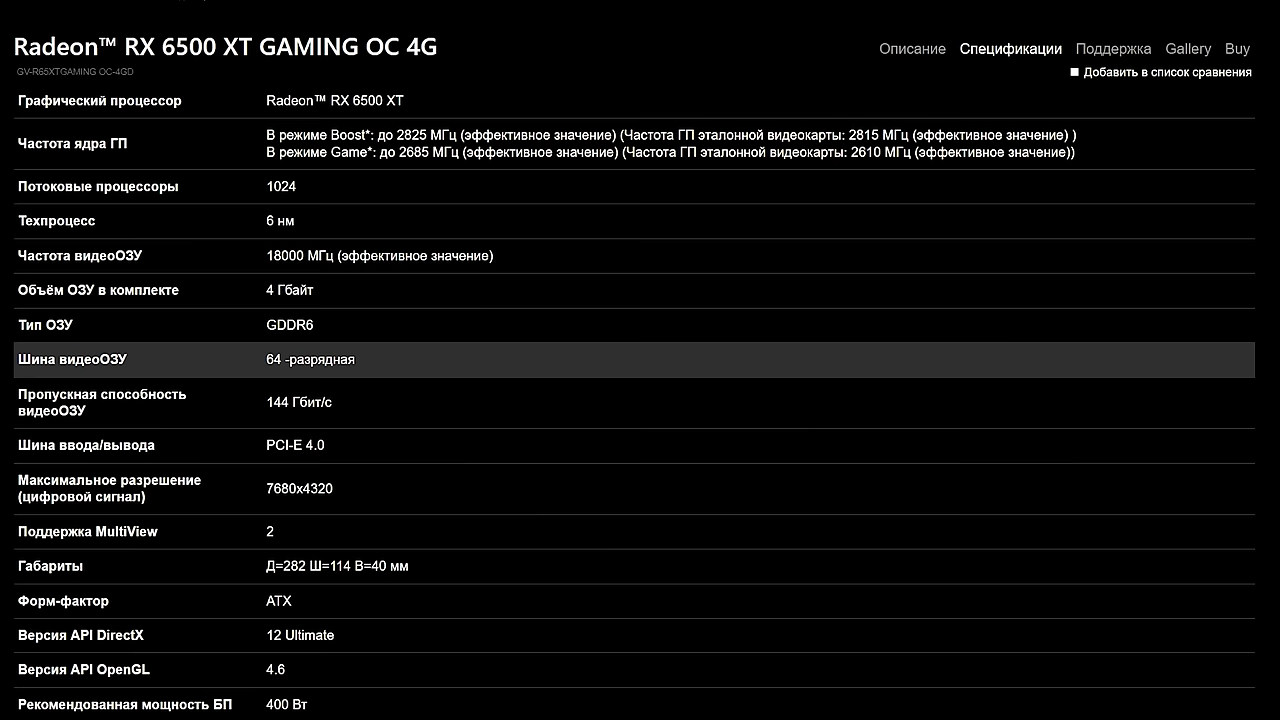 Radeon™ RX 6500 XT GAMING OC 4G
Описание Спецификации Поддержка Gallery Buy
GV-R65XTGAMING OC-4GD
Добавить в список сравнения
Графический процессор Radeon™ RX 6500 XT
Частота ядра ГП
В режиме Boost*: до 2825 МГц (эффективное значение) (Частота ГП эталонной видеокарты: 2815 МГц (эффективное значение) )
В режиме Game*: до 2685 МГц (эффективное значение) (Частота ГП эталонной видеокарты: 2610 МГц (эффективное значение))
Потоковые процессоры 1024
Техпроцесс 6 нм
Частота видеоОЗУ 18000 МГц (эффективное значение)
Объём ОЗУ в комплекте 4 Гбайт
Тип ОЗУ GDDR6
Шина видеоОЗУ 64 -разрядная
Пропускная способность
видеоОЗУ
144 Гбит/с
Шина ввода/вывода PCI-E 4.0
Максимальное разрешение
(цифровой сигнал)
7680x4320
Поддержка MultiView 2
Габариты Д=282 Ш=114 В=40 мм
Форм-фактор ATX
Версия API DirectX 12 Ultimate
Версия API OpenGL 4.6
Рекомендованная мощность БП 400 Вт